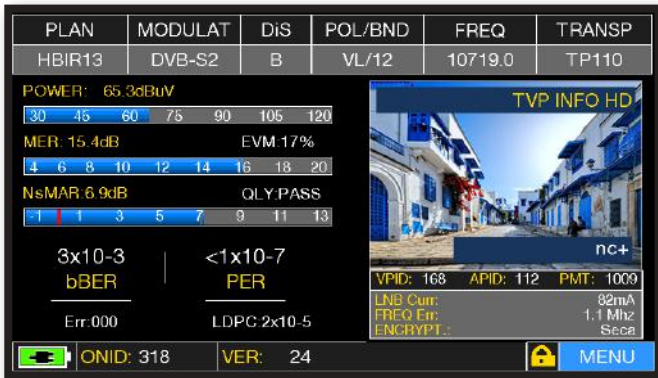 PLAN MODULAT DiS POL/BND FREQ TRANSP
HBIR13 DVB-S2 B VL/12 10719.0 TP110
POWER: 65.3dBuV
30 45 60 75 90 105 120
MER: 15.4dB EVM:17%
4 6 8 10 12 14 16 18 20
NsMAR:6.9dB QLY:PASS
-1 1 3 5 7 9 11 13
3x10-3 <1x10-7
bBER PER
Err:000 LDPC:2x10-5
TVP INFO HD
nc+
VPID: 168 APID: 112 PMT: 1009
LNB Curr: 82mA
FREQ Err: 1.1 Mhz
ENCRYPT.: Seca
ONID: 318 VER: 24 MENU